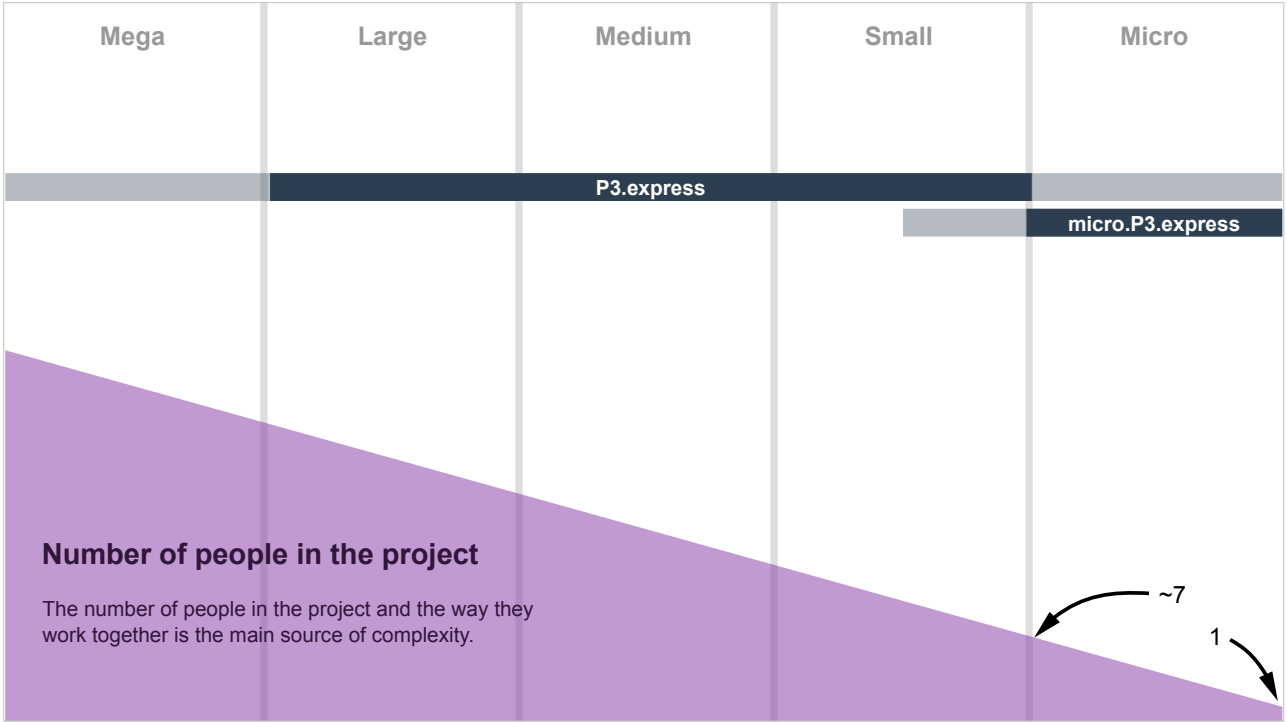 Mega
Large
Medium
Small
Micro
P3.express
micro.P3.express
Number of people in the project
The number of people in the project and the way they
work together is the main source of complexity.
~7
1